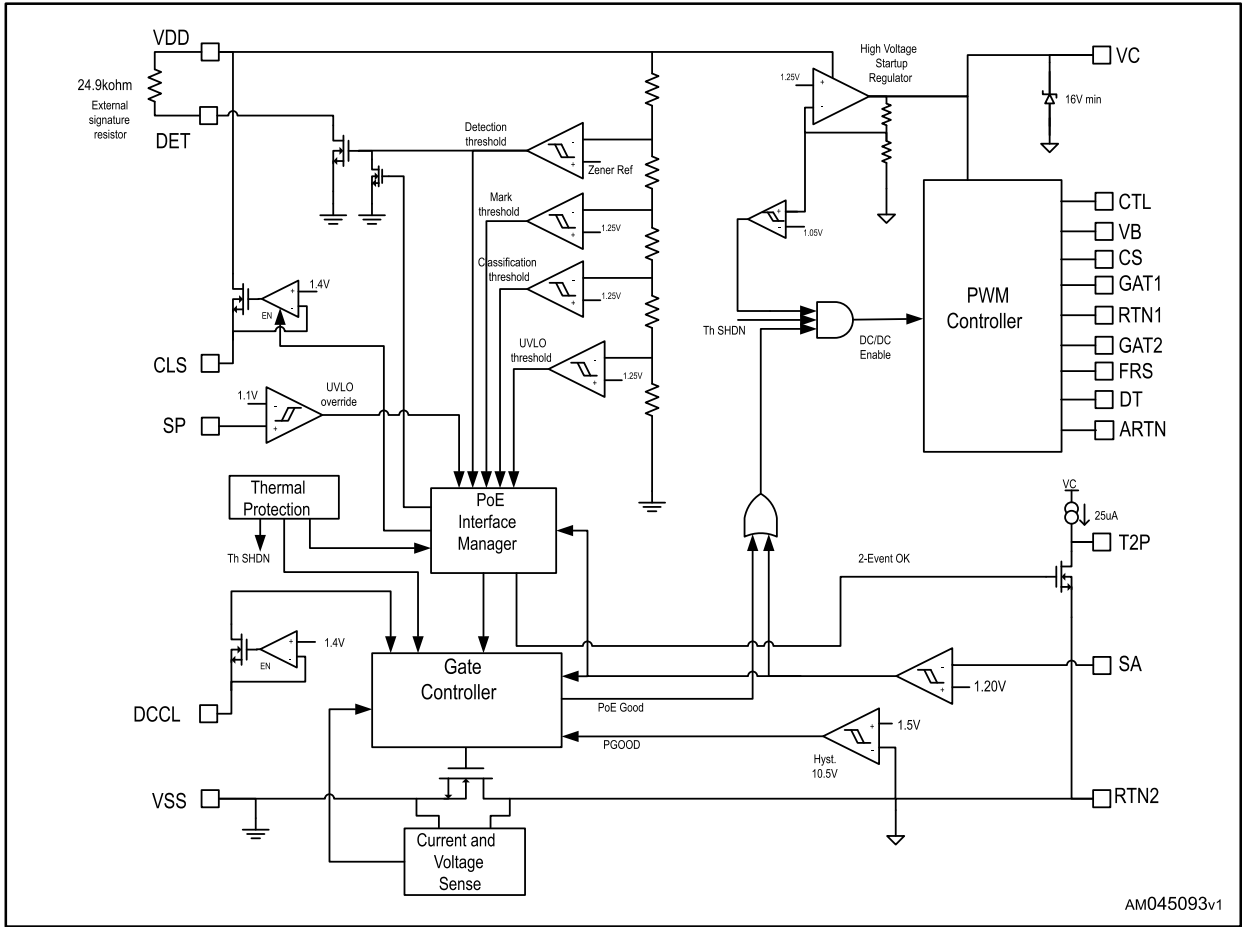 VDD
24.9kohm
External
signature
resistor
DET
Detection
threshold
Zener Ref
Mark
threshold
1.25V
Classification
threshold
1.25V
UVLO
threshold
1.25V
High Voltage
Startup
Regulator
1.25V
+
-
VC
16V min
+
-
1.05V
Th SHDN
DC/DC
Enable
PWM
Controller
CTL
VB
CS
GAT1
RTN1
GAT2
FRS
DT
ARTN
1.4V
+
-
EN
CLS
1.1V
-
+
SP
UVLO
override
Thermal
Protection
Th SHDN
PoE
Interface
Manager
VC
25uA
T2P
2-Event OK
1.4V
+
-
EN
DCCL
Gate
Controller
PoE Good
PGOOD
SA
-
+
1.20V
1.5V
+
-
Hyst.
10.5V
VSS
RTN2
Current and
Voltage
Sense
AM045093v1